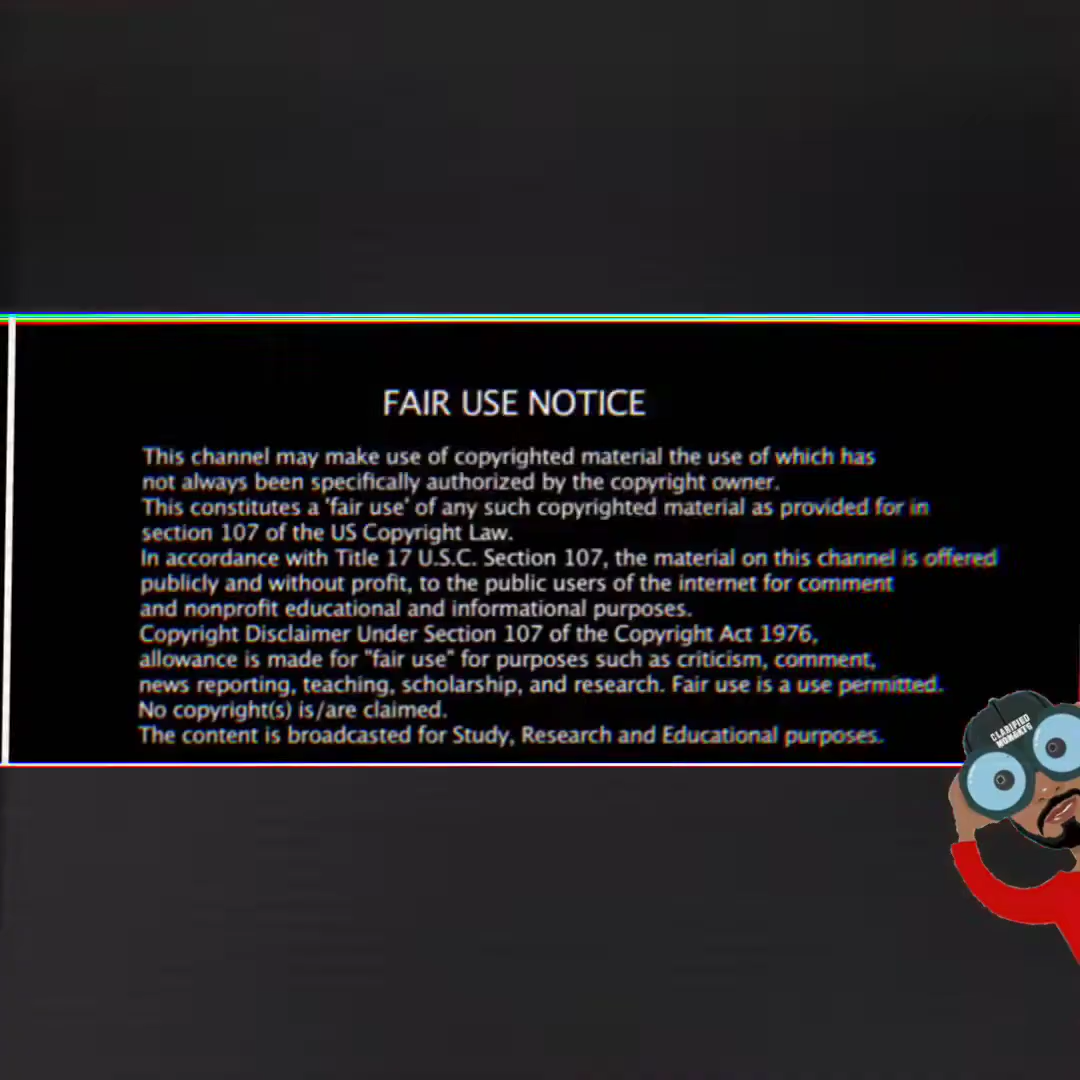 FAIR USE NOTICE
This channel may make use of copyrighted material the use of which has
not always been specifically authorized by the copyright owner.
This constitutes a 'fair use' of any such copyrighted material as provided for in
section 107 of the US Copyright Law.
In accordance with Title 17 U.S.C. Section 107, the material on this channel is offered
publicly and without profit, to the public users of the internet for comment
and nonprofit educational and informational purposes.
Copyright Disclaimer Under Section 107 of the Copyright Act 1976,
allowance is made for "fair use" for purposes such as criticism, comment,
news reporting, teaching, scholarship, and research. Fair use is a use permitted.
No copyright(s) is/are claimed.
The content is broadcasted for Study, Research and Educational purposes.
CLARIFIED
MOMENTS